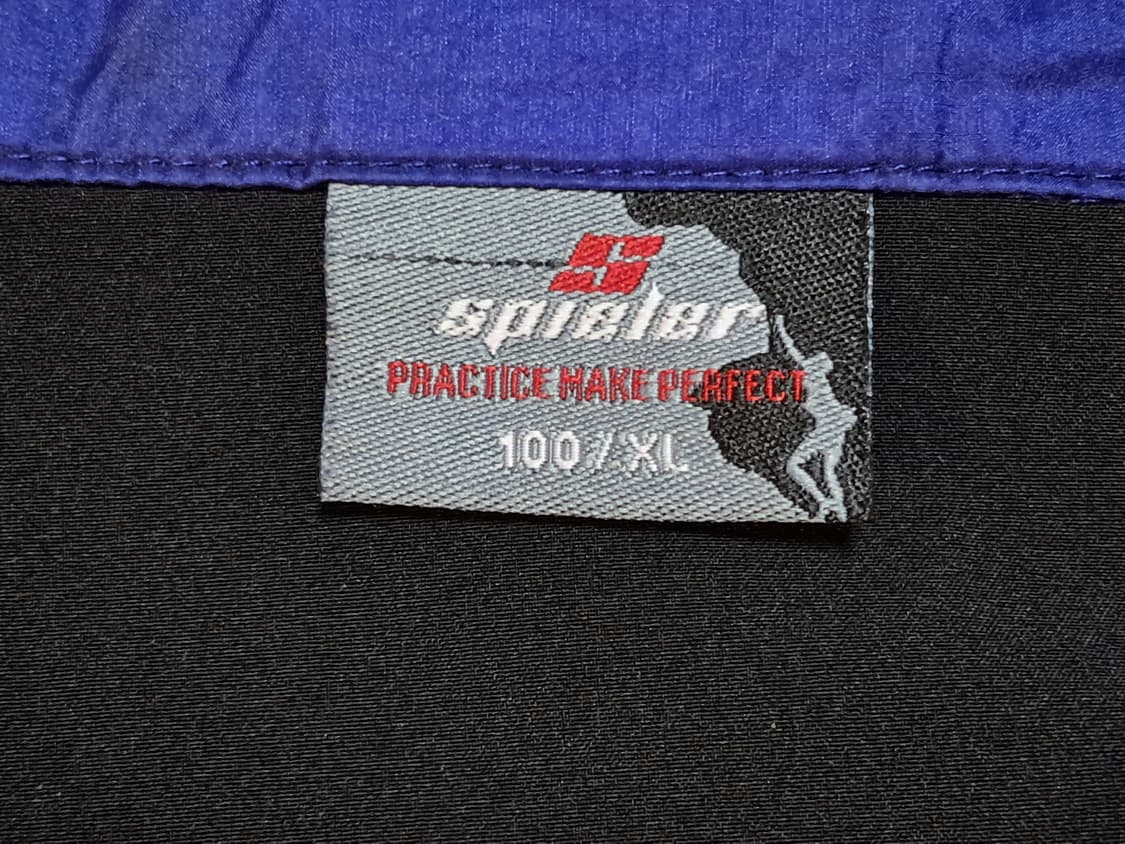 spieler
PRACTICE MAKE PERFECT
100 / XL